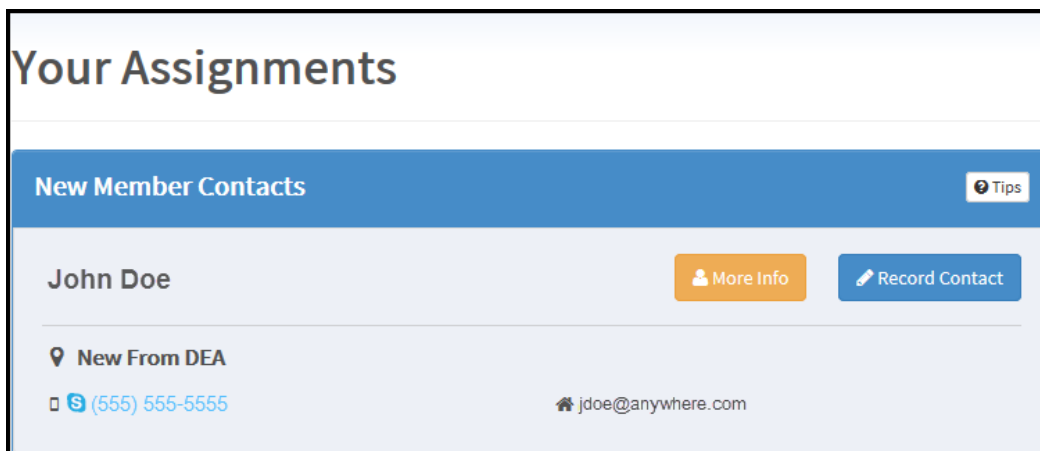 Your Assignments
New Member Contacts
Tips
John Doe
More Info
Record Contact
New From DEA
(555) 555-5555
jdoe@anywhere.com